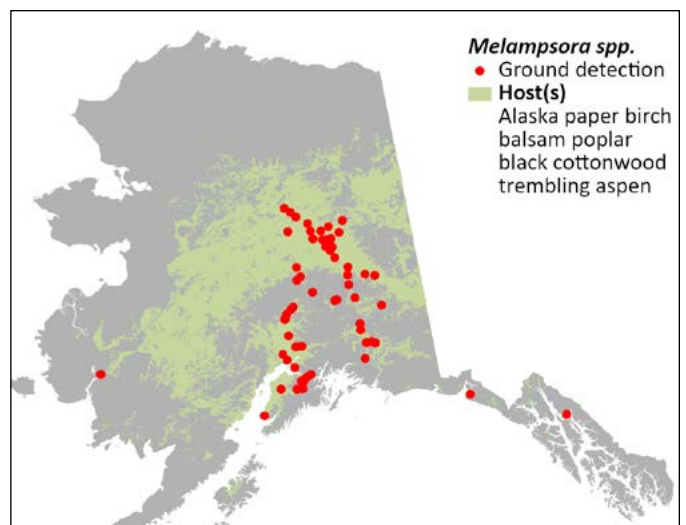 Melampsora spp.
Ground detection
Host(s)
Alaska paper birch
balsam poplar
black cottonwood
trembling aspen